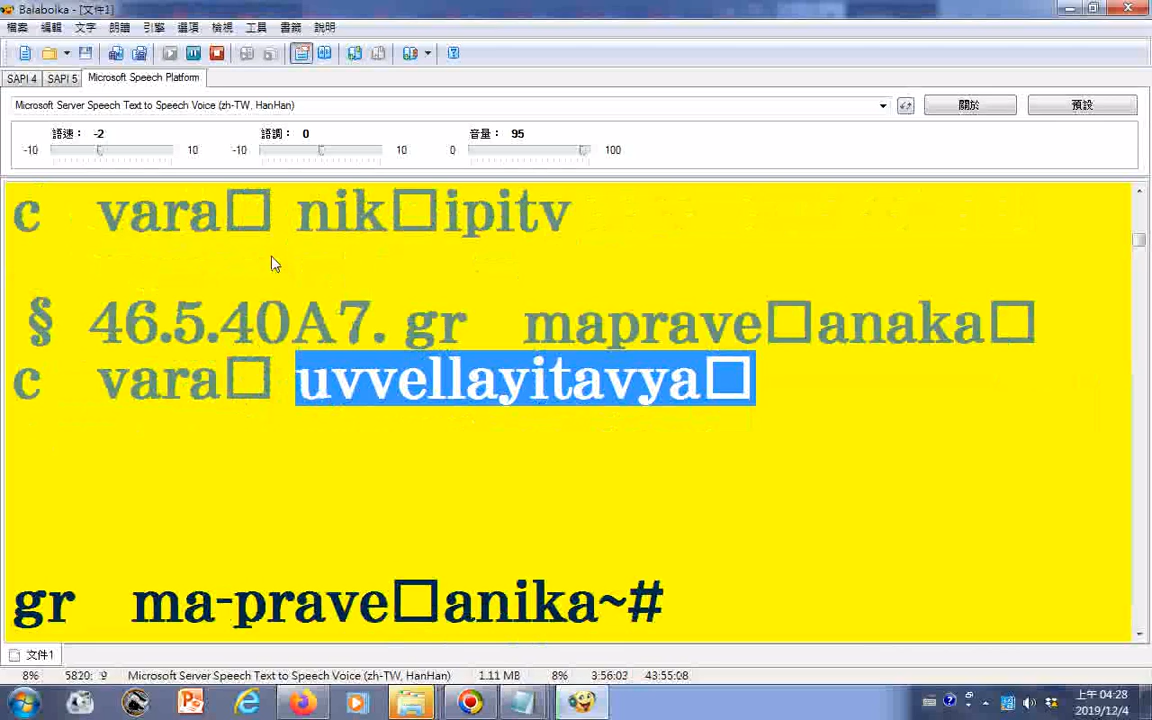 Balabolka - [文件1]
檔案 編輯 文字 朗讀 引擎 選項 檢視 工具 書籤 說明
SAPI 4 SAPI 5 Microsoft Speech Platform
Microsoft Server Speech Text to Speech Voice (zh-TW, HanHan) 關於 預設
語速: -2 語調: 0 音量: 95
-10 10 -10 10 0 100
c vara□ nik□ipitv
§ 46.5.40A7. gr maprave□anaka□
c vara□ uvvellayitavya□
gr ma-prave□anika~#
文件1
8% 5820: 9 Microsoft Server Speech Text to Speech Voice (zh-TW, HanHan) 1.11 MB 8% 3:56:03 43:55:08
上午 04:28
2019/12/4